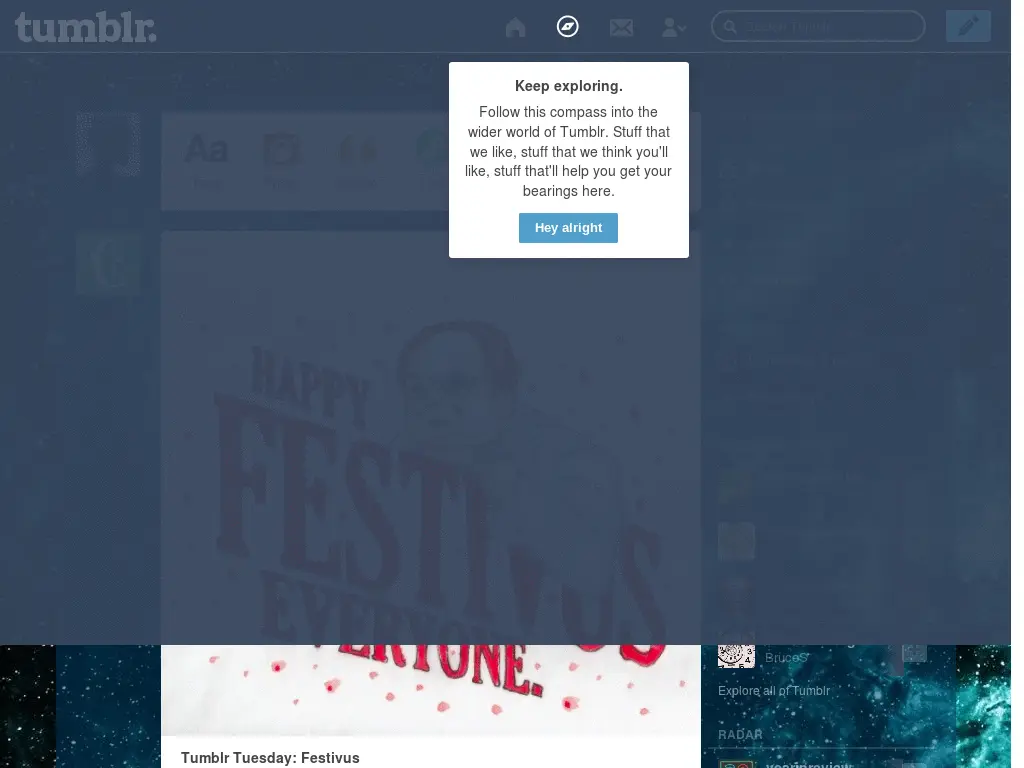 tumblr.
Keep exploring.
Follow this compass into the
wider world of Tumblr. Stuff that
we like, stuff that we think you'll
like, stuff that'll help you get your
bearings here.
Hey alright
Aa
HAPPY
FESTIVUS
EVERYONE.
BruceS
Explore all of Tumblr
RADAR
Tumblr Tuesday: Festivus
yearinreview